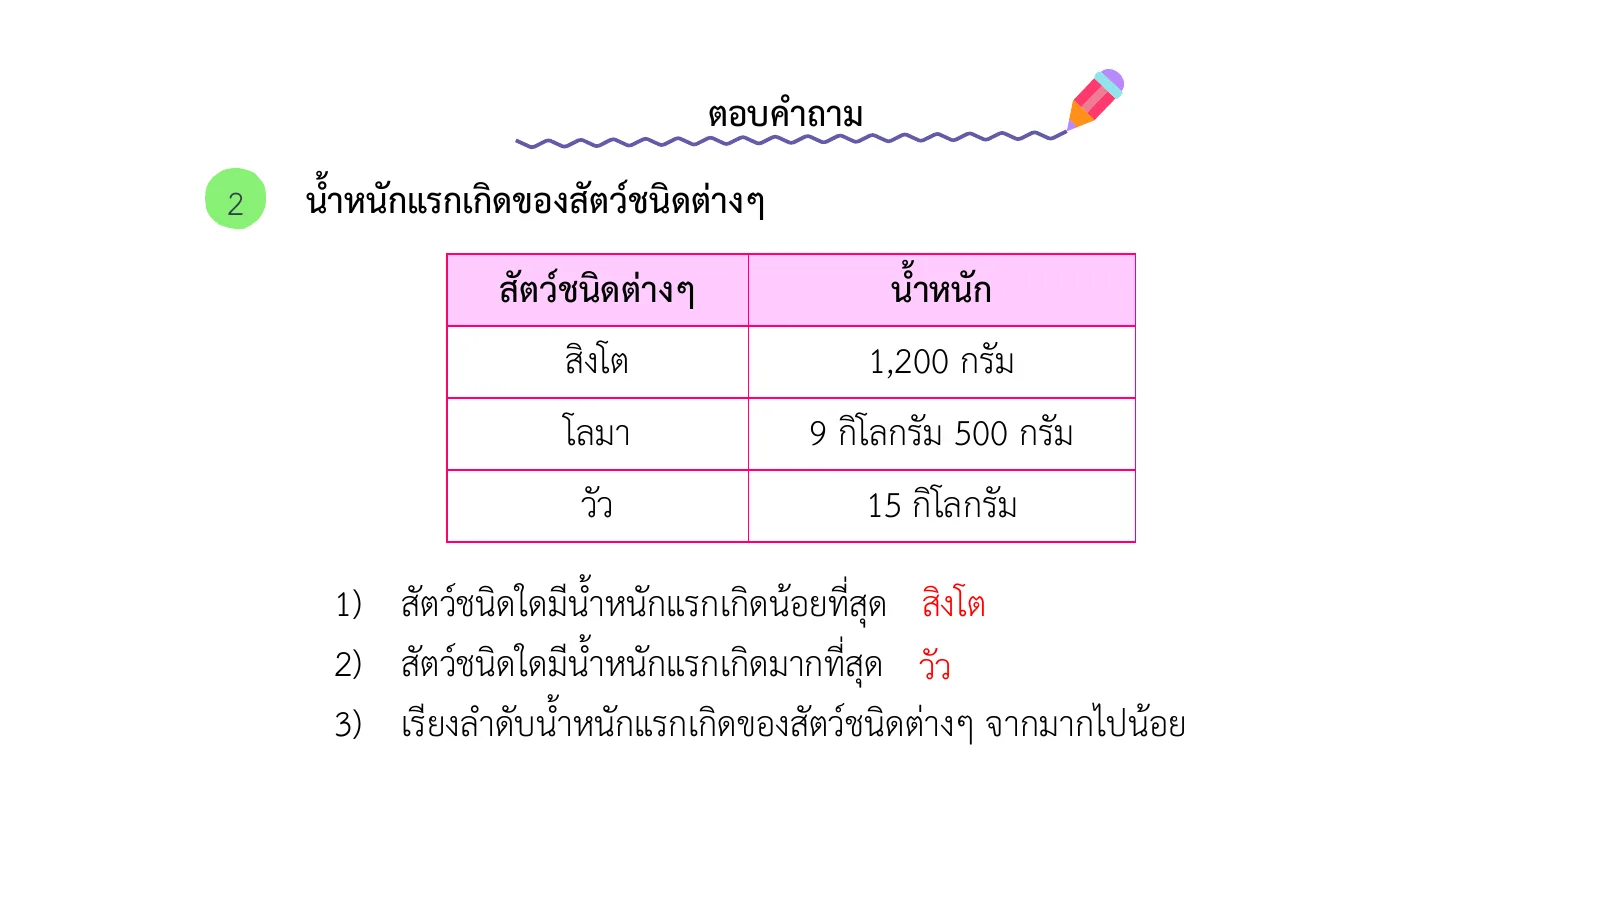 ตอบคำถาม
2 น้ำหนักแรกเกิดของสัตว์ชนิดต่างๆ
สัตว์ชนิดต่างๆ น้ำหนัก
สิงโต 1,200 กรัม
โลมา 9 กิโลกรัม 500 กรัม
วัว 15 กิโลกรัม
1) สัตว์ชนิดใดมีน้ำหนักแรกเกิดน้อยที่สุด สิงโต
2) สัตว์ชนิดใดมีน้ำหนักแรกเกิดมากที่สุด วัว
3) เรียงลำดับน้ำหนักแรกเกิดของสัตว์ชนิดต่างๆ จากมากไปน้อย